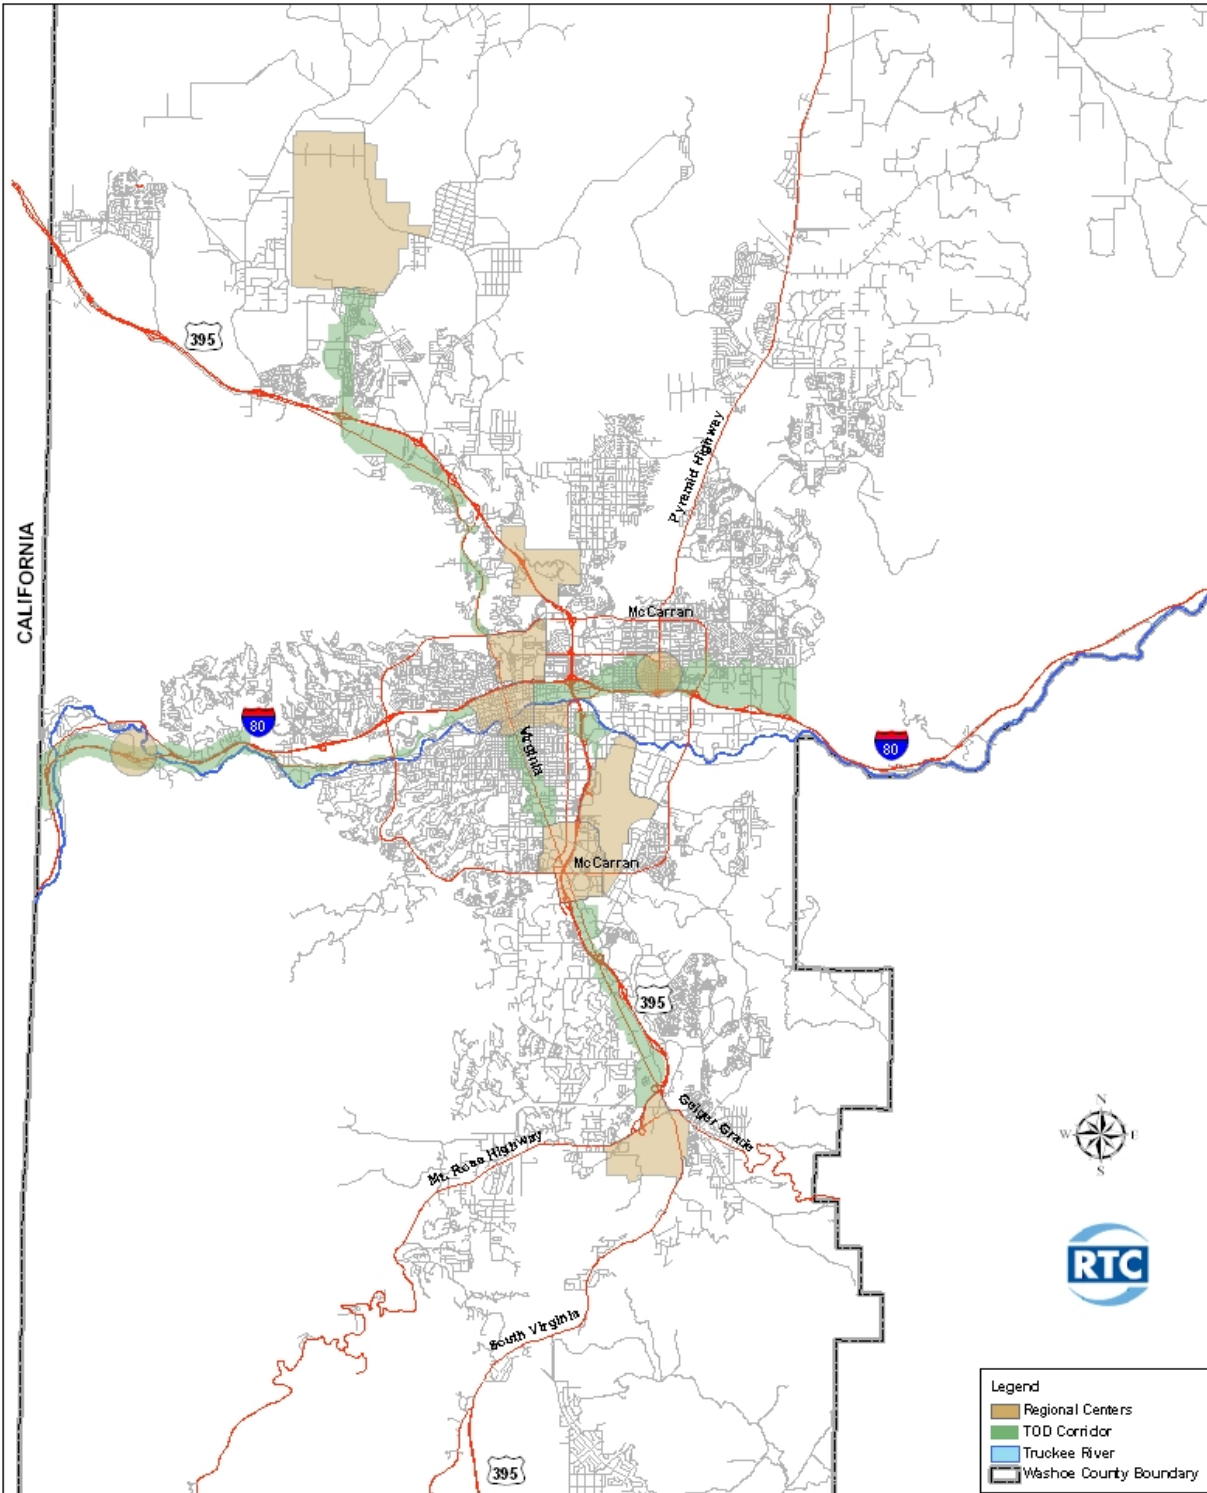 395
Pyramid Highway
CALIFORNIA
McCarran
80
80
Virginia
McCarran
395
N
W E
S
Geiger Grade
Mt. Rose Highway
RTC
South Virginia
Legend
Regional Centers
TOD Corridor
Truckee River
Washoe County Boundary
395